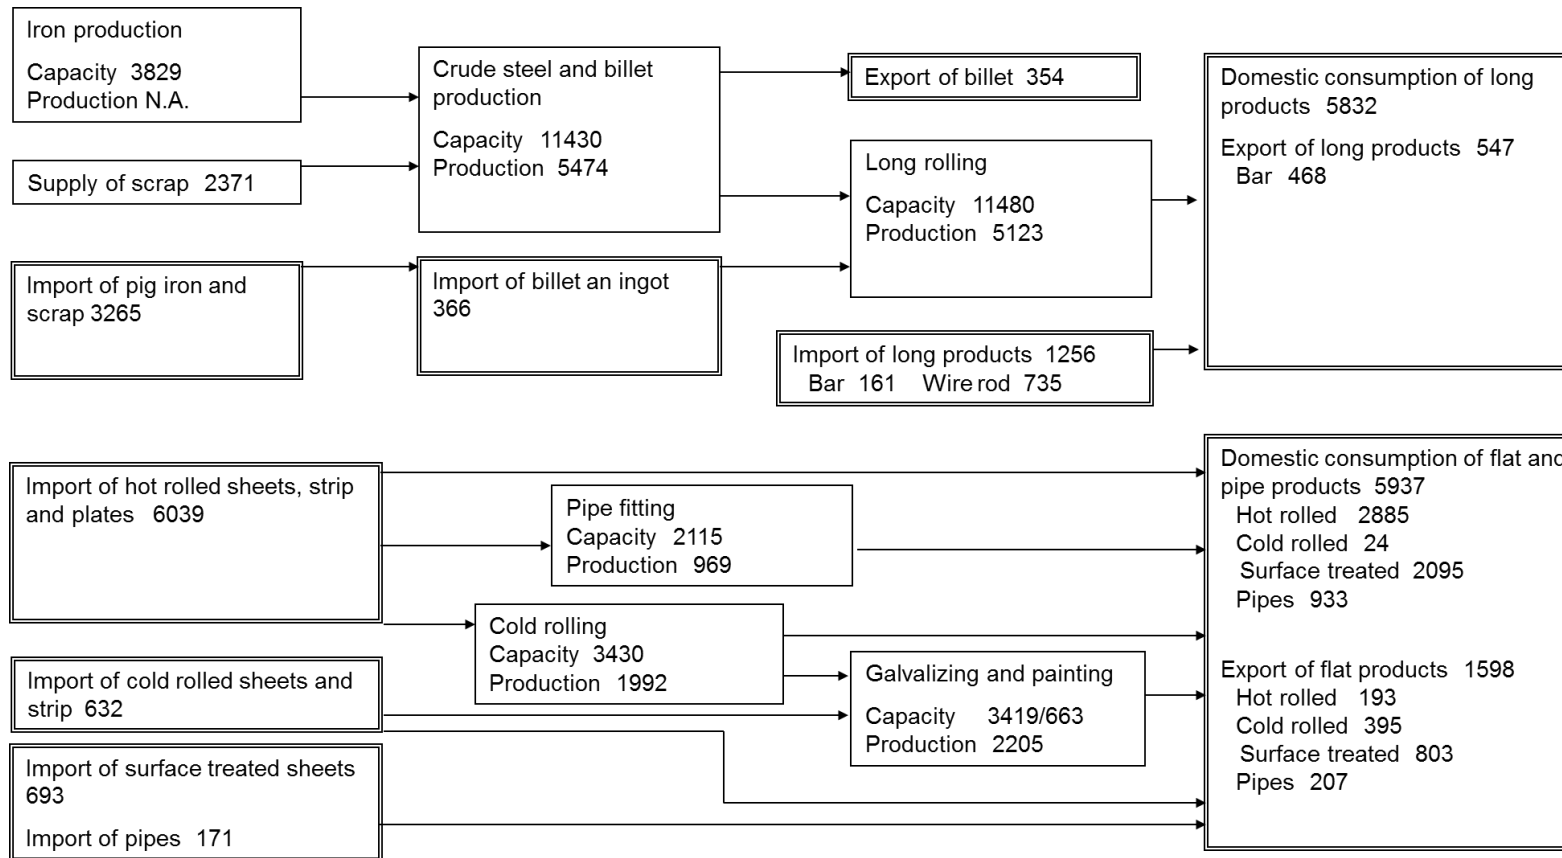 Iron production
Capacity 3829
Production N.A.
Supply of scrap 2371
Import of pig iron and
scrap 3265
Crude steel and billet
production
Capacity 11430
Production 5474
Import of billet an ingot
366
Export of billet 354
Long rolling
Capacity 11480
Production 5123
Import of long products 1256
Bar 161 Wire rod 735
Domestic consumption of long
products 5832
Export of long products 547
Bar 468
Import of hot rolled sheets, strip
and plates 6039
Import of cold rolled sheets and
strip 632
Import of surface treated sheets
693
Import of pipes 171
Pipe fitting
Capacity 2115
Production 969
Cold rolling
Capacity 3430
Production 1992
Galvalizing and painting
Capacity 3419/663
Production 2205
Domestic consumption of flat and
pipe products 5937
Hot rolled 2885
Cold rolled 24
Surface treated 2095
Pipes 933
Export of flat products 1598
Hot rolled 193
Cold rolled 395
Surface treated 803
Pipes 207